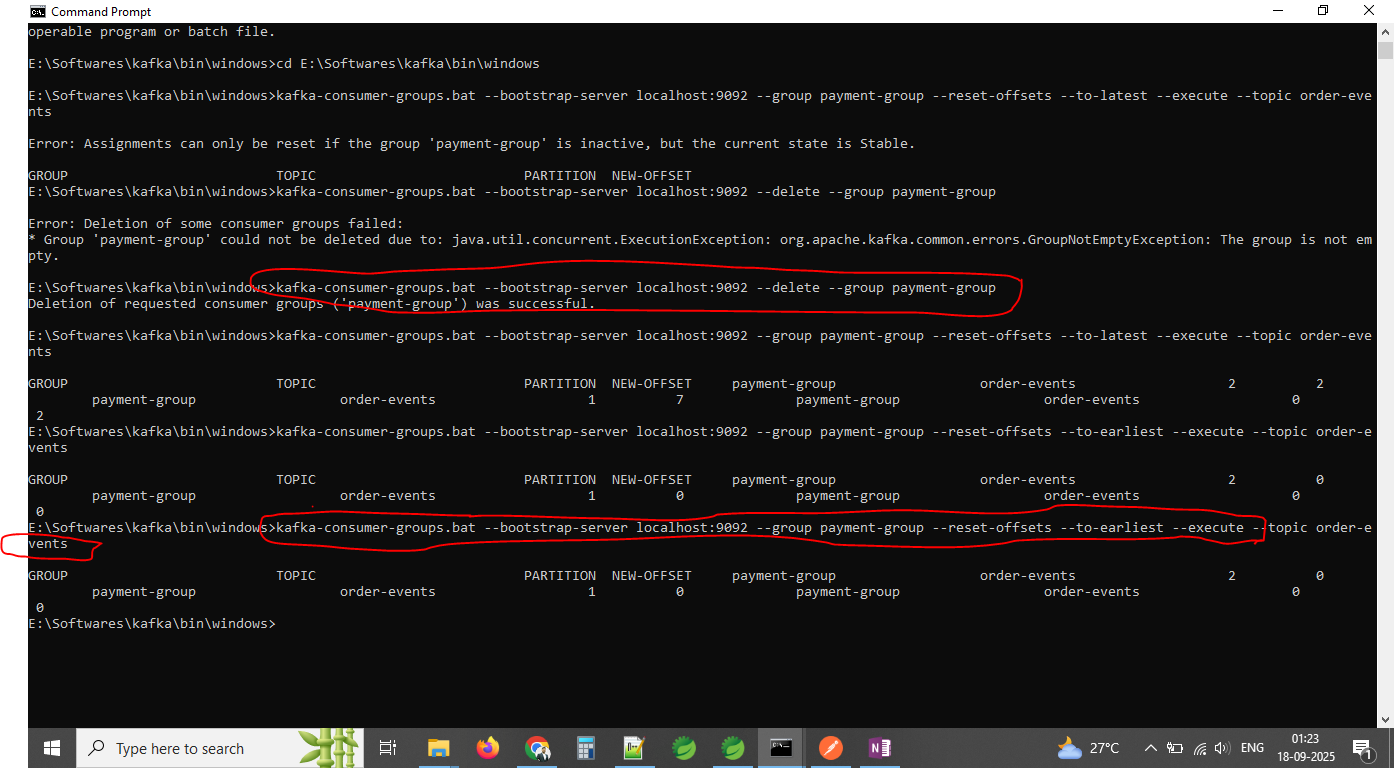 Command Prompt
operable program or batch file.
E:\Softwares\kafka\bin\windows>cd E:\Softwares\kafka\bin\windows
E:\Softwares\kafka\bin\windows>kafka-consumer-groups.bat --bootstrap-server localhost:9092 --group payment-group --reset-offsets --to-latest --execute --topic order-eve
nts
Error: Assignments can only be reset if the group 'payment-group' is inactive, but the current state is Stable.
GROUP TOPIC PARTITION NEW-OFFSET
E:\Softwares\kafka\bin\windows>kafka-consumer-groups.bat --bootstrap-server localhost:9092 --delete --group payment-group
Error: Deletion of some consumer groups failed:
* Group 'payment-group' could not be deleted due to: java.util.concurrent.ExecutionException: org.apache.kafka.common.errors.GroupNotEmptyException: The group is not em
pty.
E:\Softwares\kafka\bin\windows>kafka-consumer-groups.bat --bootstrap-server localhost:9092 --delete --group payment-group
Deletion of requested consumer groups ('payment-group') was successful.
E:\Softwares\kafka\bin\windows>kafka-consumer-groups.bat --bootstrap-server localhost:9092 --group payment-group --reset-offsets --to-latest --execute --topic order-eve
nts
GROUP TOPIC PARTITION NEW-OFFSET payment-group order-events 2 2
payment-group order-events 1 7 payment-group order-events 0
2
E:\Softwares\kafka\bin\windows>kafka-consumer-groups.bat --bootstrap-server localhost:9092 --group payment-group --reset-offsets --to-earliest --execute --topic order-e
vents
GROUP TOPIC PARTITION NEW-OFFSET payment-group order-events 2 0
payment-group order-events 1 0 payment-group order-events 0
0
E:\Softwares\kafka\bin\windows>kafka-consumer-groups.bat --bootstrap-server localhost:9092 --group payment-group --reset-offsets --to-earliest --execute --topic order-e
vents
GROUP TOPIC PARTITION NEW-OFFSET payment-group order-events 2 0
payment-group order-events 1 0 payment-group order-events 0
0
E:\Softwares\kafka\bin\windows>
Type here to search
27°C
ENG
01:23
18-09-2025
1